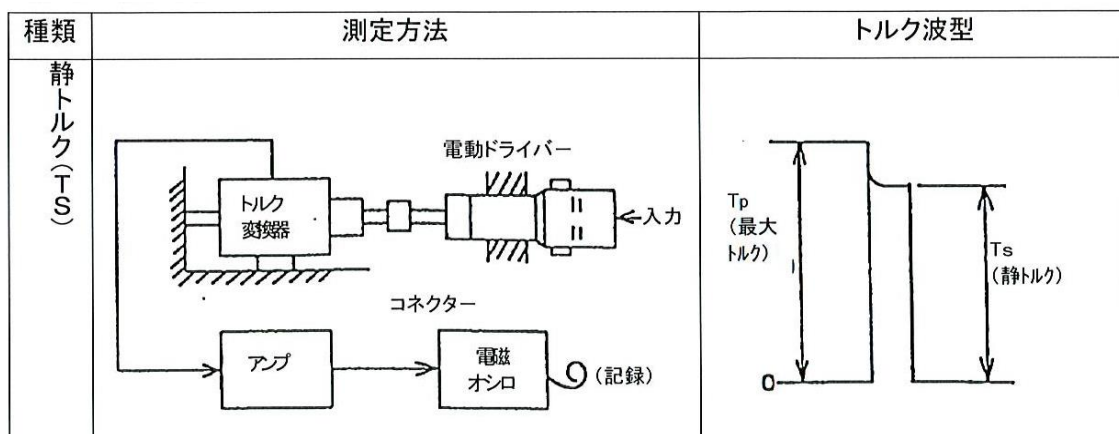 種類
測定方法
トルク波型
静トルク(TS)
電動ドライバー
トルク
変換器
入力
コネクター
アンプ
電磁
オシロ
(記録)
Tp
(最大
トルク)
Ts
(静トルク)
0